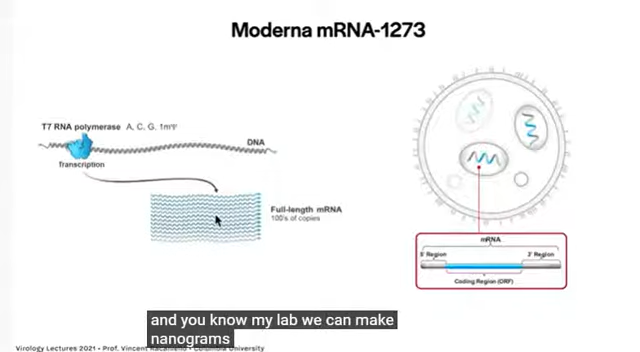 Moderna mRNA-1273
T7 RNA polymerase A, C, G, 1mΨ
DNA
Transcription
Full-length mRNA
100's of copies
mRNA
5' Region
3' Region
Coding Region (ORF)
and you know my lab we can make
nanograms
Virology Lectures 2021 • Prof. Vincent Columbia University